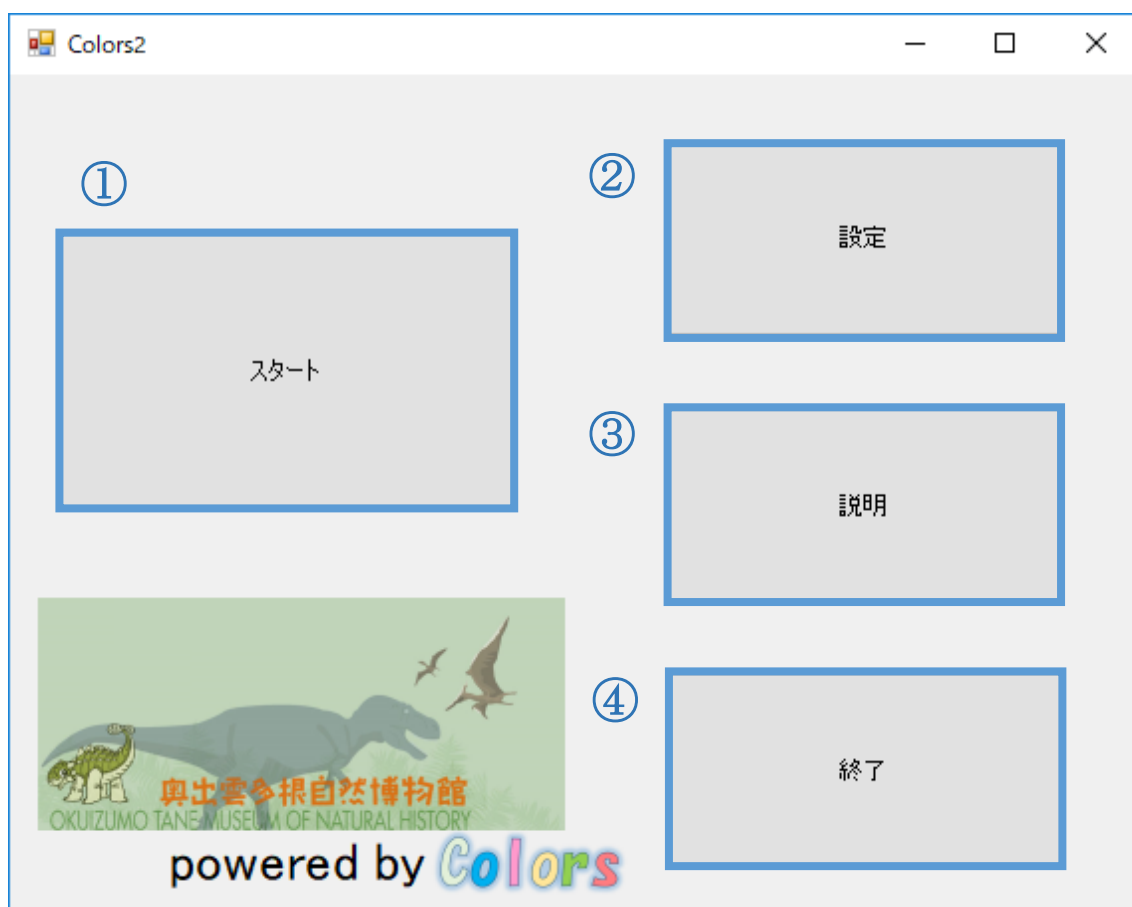 Colors2
①
スタート
②
設定
③
説明
④
終了
奥出雲多根自然博物館
OKUIZUMO TANE MUSEUM OF NATURAL HISTORY
powered by Colors